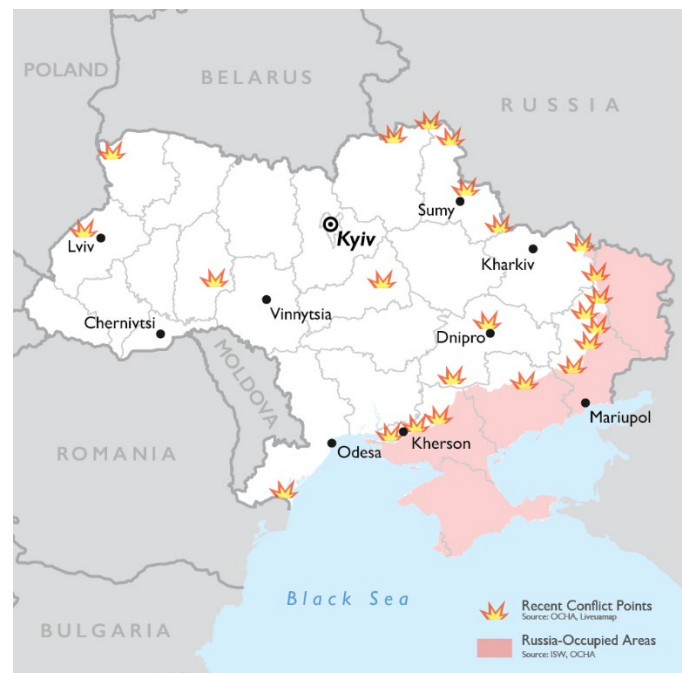 POLAND
BELARUS
RUSSIA
Sumy
Kyiv
Lviv
Kharkiv
Vinnytsia
Chernivtsi
Dnipro
MOLDOVA
Mariupol
ROMANIA
Odesa
Kherson
Black Sea
Recent Conflict Points
Source: OCHA, Liveuamap
BULGARIA
Russia-Occupied Areas
Source: ISW, OCHA